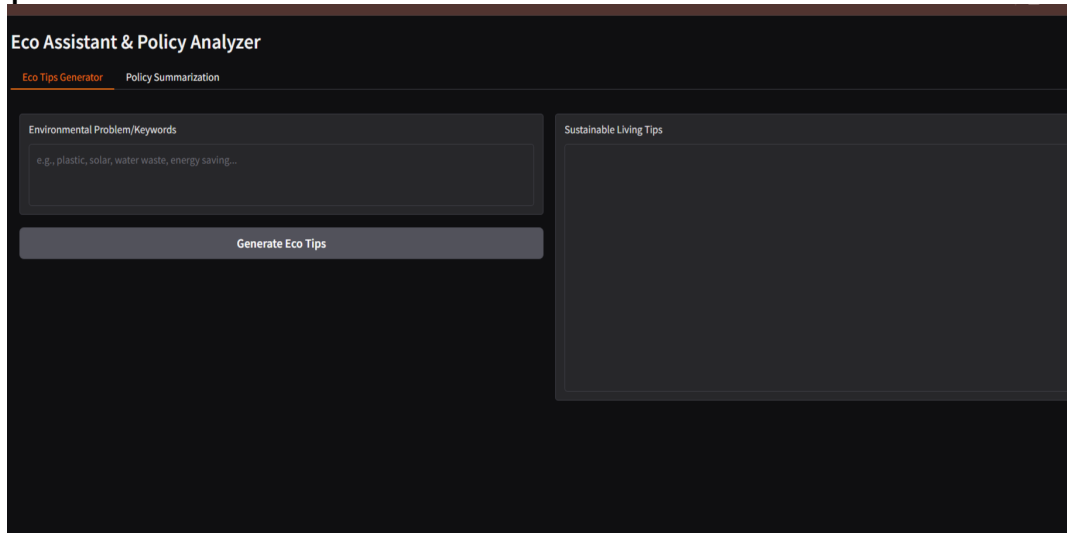 Eco Assistant & Policy Analyzer
Eco Tips Generator Policy Summarization
Environmental Problem/Keywords
e.g., plastic, solar, water waste, energy saving...
Generate Eco Tips
Sustainable Living Tips